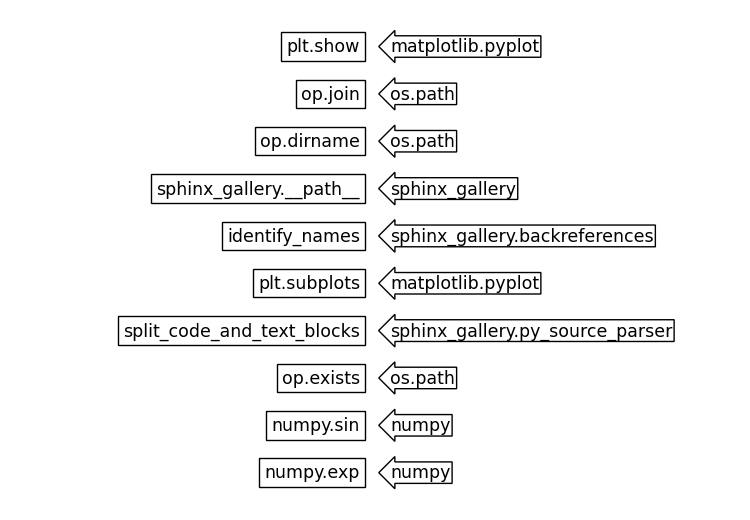 plt.show matplotlib.pyplot
op.join os.path
op.dirname os.path
sphinx_gallery.__path__ sphinx_gallery
identify_names sphinx_gallery.backreferences
plt.subplots matplotlib.pyplot
split_code_and_text_blocks sphinx_gallery.py_source_parser
op.exists os.path
numpy.sin numpy
numpy.exp numpy